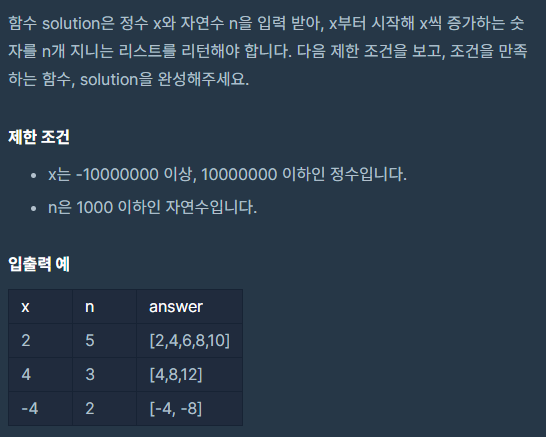 함수 solution은 정수 x와 자연수 n을 입력 받아, x부터 시작해 x씩 증가하는 숫
자를 n개 지니는 리스트를 리턴해야 합니다. 다음 제한 조건을 보고, 조건을 만족
하는 함수, solution을 완성해주세요.
제한 조건
• x는 -10000000 이상, 10000000 이하인 정수입니다.
• n은 1000 이하인 자연수입니다.
입출력 예
x n answer
2 5 [2,4,6,8,10]
4 3 [4,8,12]
-4 2 [-4, -8]